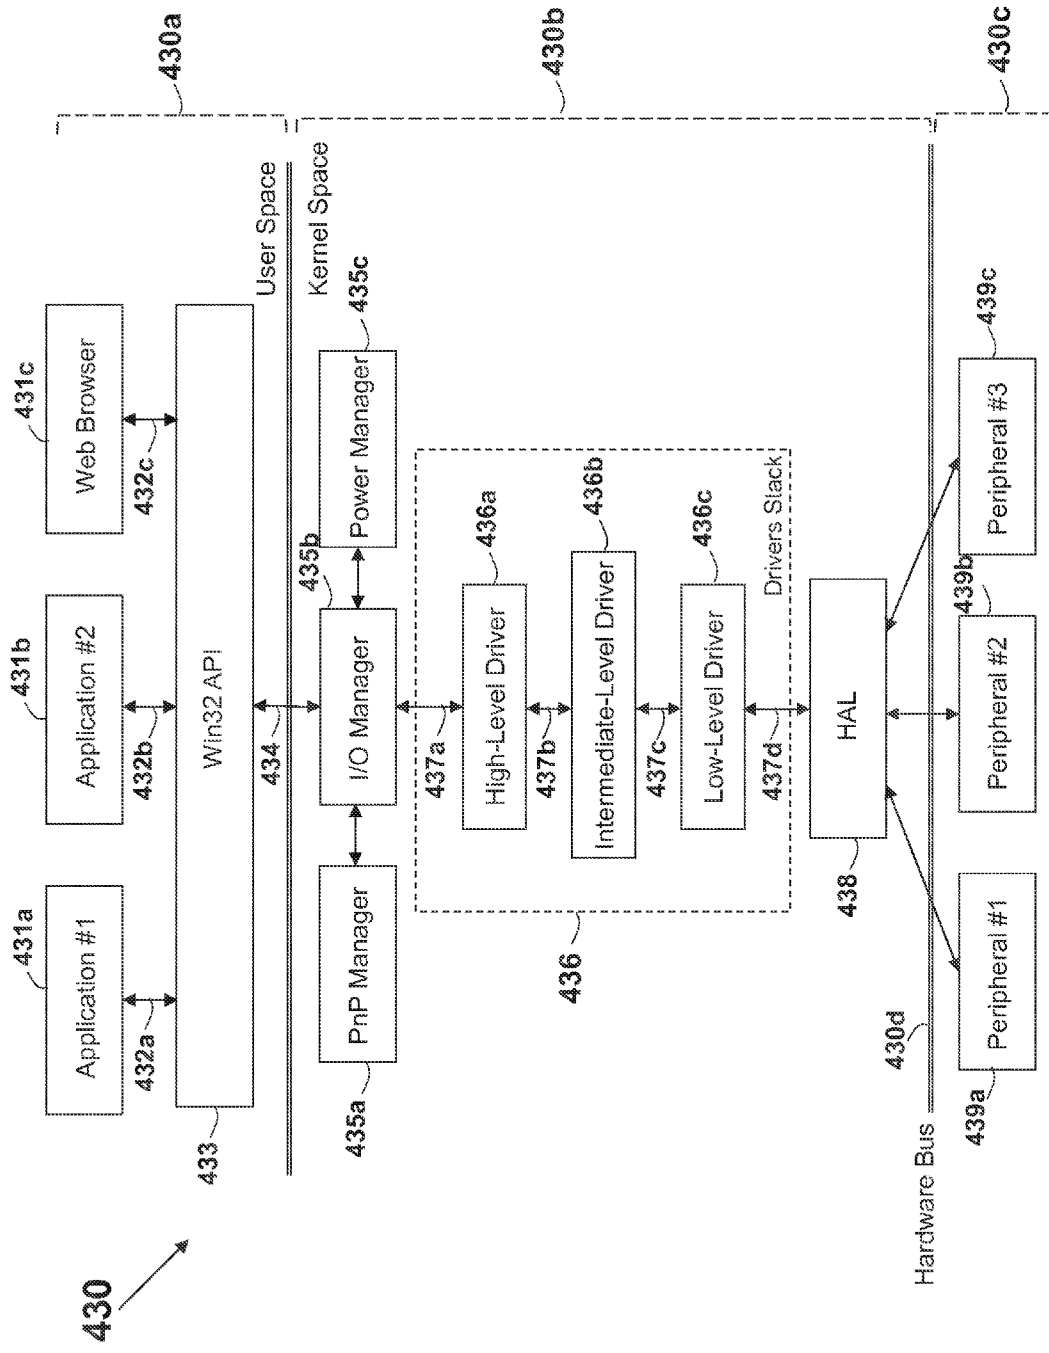 430
430a
430b
430c
431a
431b
431c
Application #1
Application #2
Web Browser
432a
432b
432c
433
Win32 API
User Space
434
Kernel Space
435a
435b
435c
PnP Manager
I/O Manager
Power Manager
437a
436a
High-Level Driver
437b
436b
Intermediate-Level Driver
436
437c
436c
Low-Level Driver
437d
Drivers Stack
438
HAL
430d
Hardware Bus
439a
439b
439c
Peripheral #1
Peripheral #2
Peripheral #3